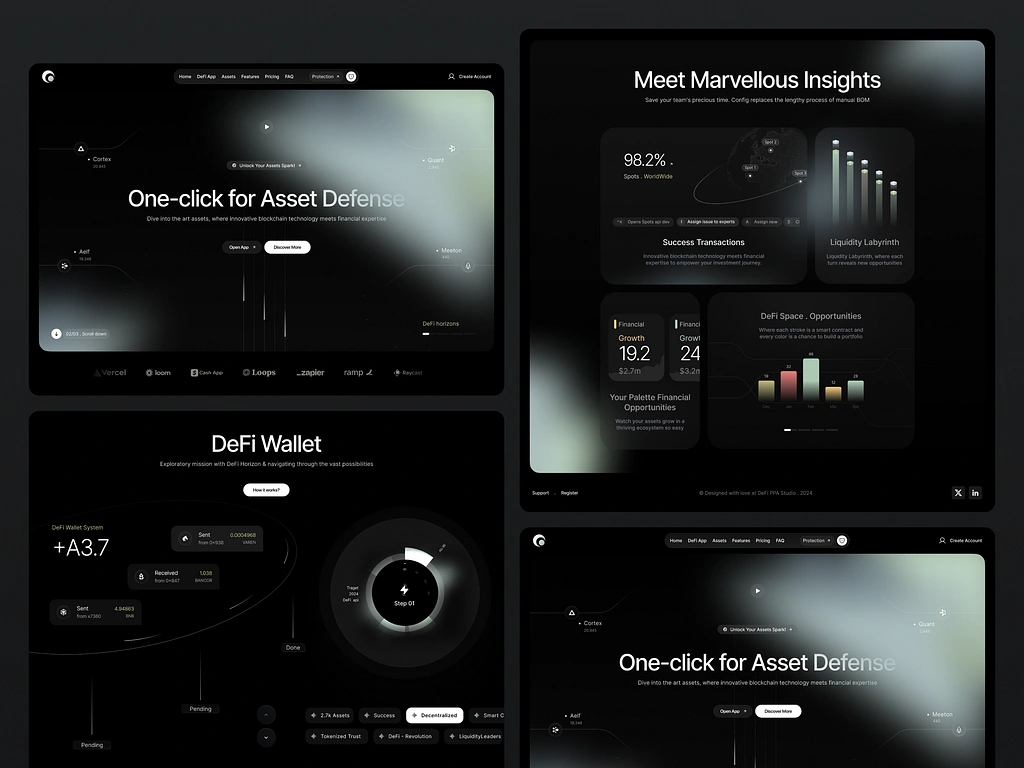 Home DeFi App Assets Features Pricing FAQ Protection
Create Account
Cortex
20.945
Quant
Unlock Your Assets Spark!
One-click for Asset Defense
Dive into the art assets, where innovative blockchain technology meets financial expertise
Open App
Discover More
Aelf
19.346
Meeton
440
02/03 . Scroll down
DeFi horizons
Vercel loom Cash App Loops zapier ramp Raycast
DeFi Wallet
Exploratory mission with DeFi Horizon & navigating through the vast possibilities
How it works?
DeFi Wallet System
+A3.7
Sent 0.0004968
from 0×938 VAREN
Received 1.038
from 0×847 BANCOR
Sent 4.94863
from x7360 BNB
2024
DeFi api
Step 01
Done
Pending
Pending
2.7k Assets Success Decentralized Smart C
Tokenized Trust DeFi - Revolution LiquidityLeaders
Meet Marvellous Insights
Save your team's precious time. Config replaces the lengthy process of manual BOM
98.2%
Spots . WorldWide
Spot 2
Spot 1
Spot 3
Opens Spots api dev
Assign issue to experts
A Assign new
Success Transactions
Innovative blockchain technology meets financial
expertise to empower your investment journey.
Liquidity Labyrinth
Liquidity Labyrinth, where each
turn reveals new opportunities
Financial
Growth
19.2
$2.7m
Financi
Growth
24
$3.2m
Your Palette Financial
Opportunities
Watch your assets grow in a
thriving ecosystem so easy
DeFi Space . Opportunities
Where each stroke is a smart contract and
every color is a chance to build a portfolio
18 32 46 12 28
Support . Register
© Designed with love at DeFi PPA Studio . 2024
Home DeFi App Assets Features Pricing FAQ Protection
Create Account
Cortex
20.945
Quant
Unlock Your Assets Spark!
One-click for Asset Defense
Dive into the art assets, where innovative blockchain technology meets financial expertise
Open App
Discover More
Aelf
19.346
Meeton
440